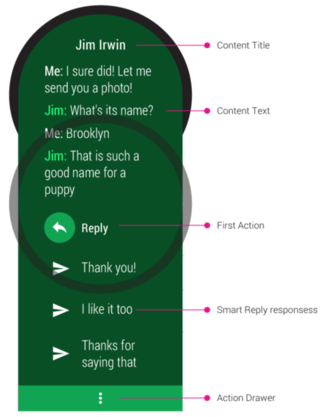 Jim Irwin
Content Title
Me: I sure did! Let me
send you a photo!
Jim: What's its name?
Content Text
Me: Brooklyn
Jim: That is such a
good name for a
puppy
Reply
First Action
Thank you!
I like it too
Smart Reply responsess
Thanks for
saying that
Action Drawer